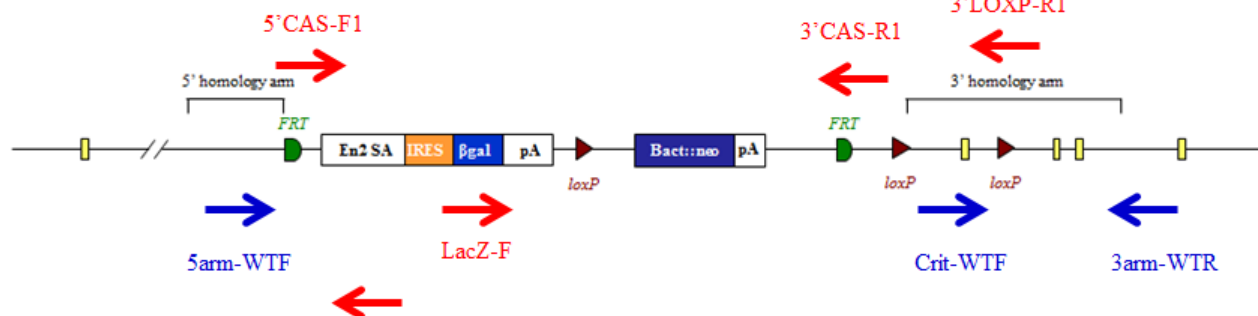 3'LOXP-R1
5'CAS-F1
3'CAS-R1
5' homology arm
3' homology arm
FRT
FRT
En2 SA IRES βgal pA
Bact::neo pA
loxP
loxP
loxP
5arm-WTF
LacZ-F
Crit-WTF
3arm-WTR